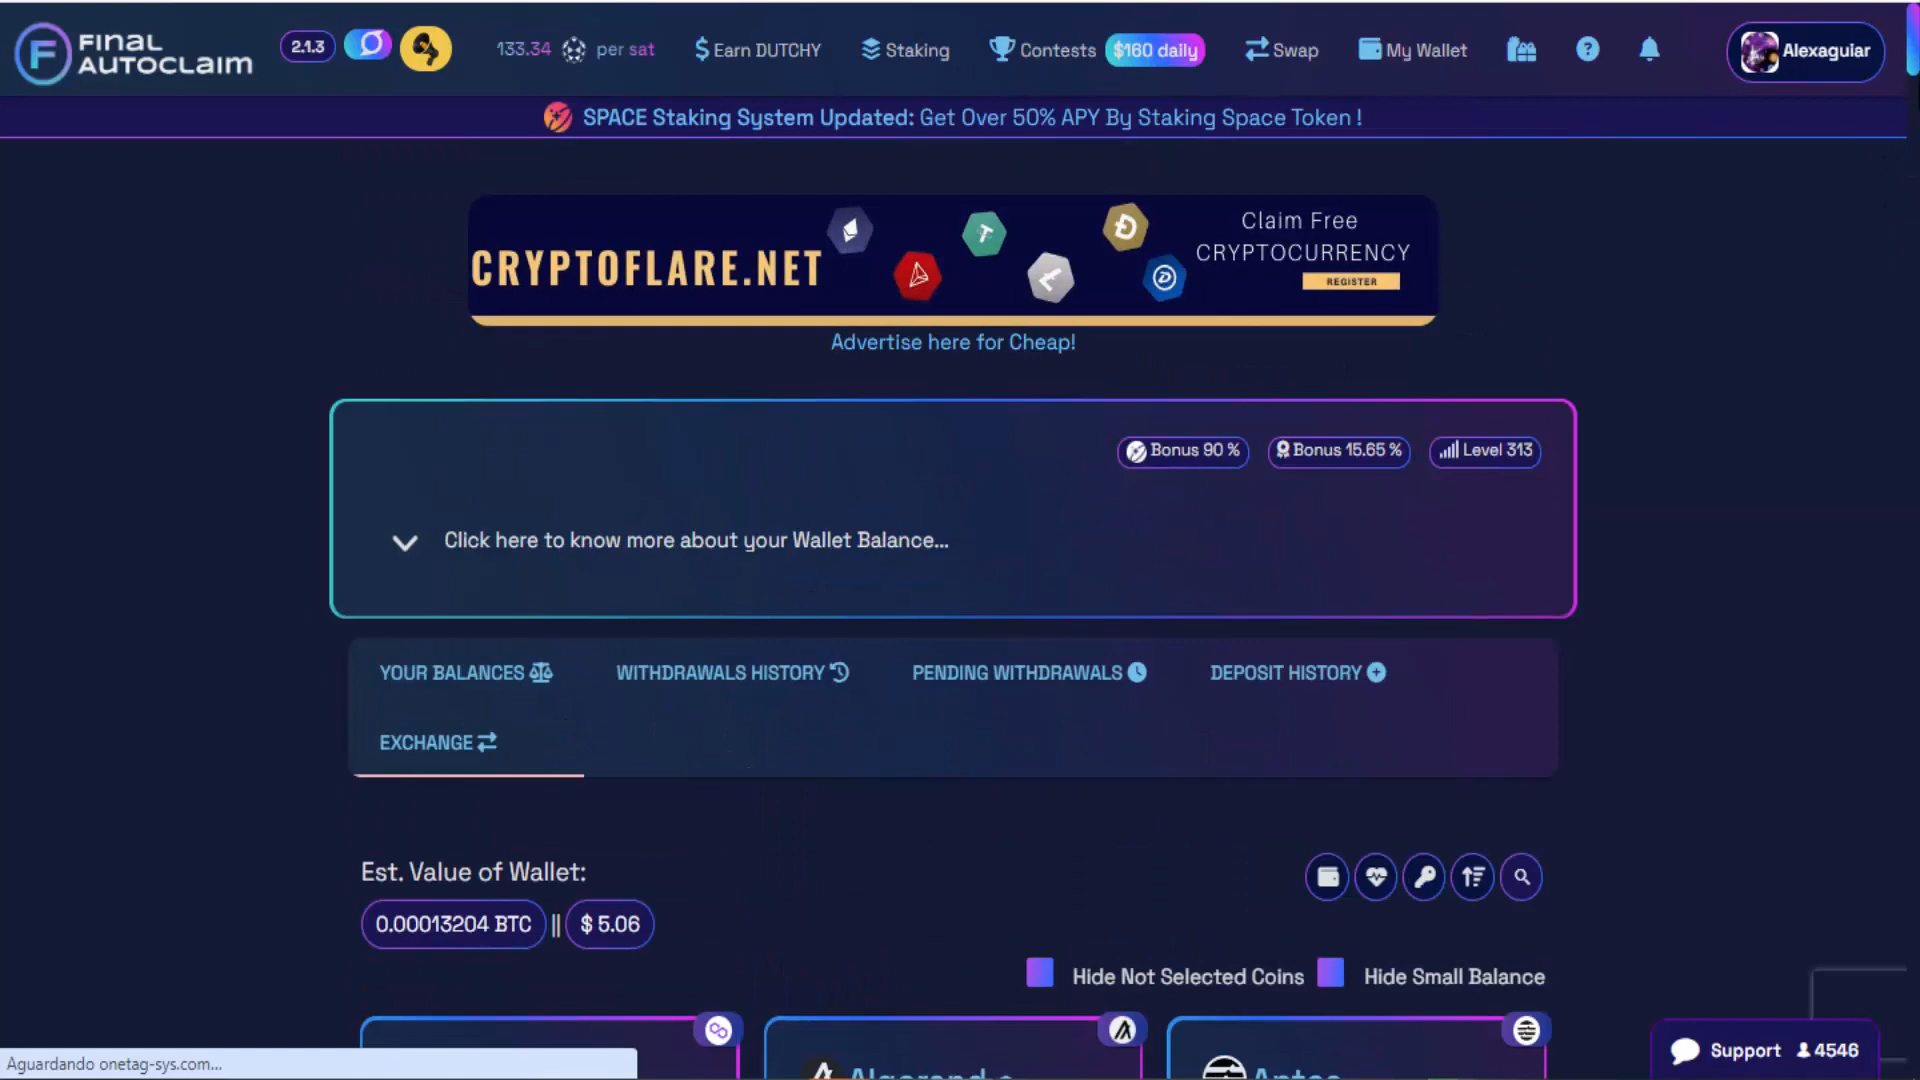 FINAL AUTOCLAIM
2.1.3
133.34 per sat
Earn DUTCHY
Staking
Contests $160 daily
Swap
My Wallet
Alexaguiar
SPACE Staking System Updated: Get Over 50% APY By Staking Space Token !
CRYPTOFLARE.NET
Claim Free
CRYPTOCURRENCY
REGISTER
Advertise here for Cheap!
Bonus 90 %
Bonus 15.65 %
Level 313
Click here to know more about your Wallet Balance...
YOUR BALANCES
WITHDRAWALS HISTORY
PENDING WITHDRAWALS
DEPOSIT HISTORY
EXCHANGE
Est. Value of Wallet:
0.00013204 BTC || $ 5.06
Hide Not Selected Coins
Hide Small Balance
Algorand
Aptos
Support 4546
Aguardando onetag-sys.com...